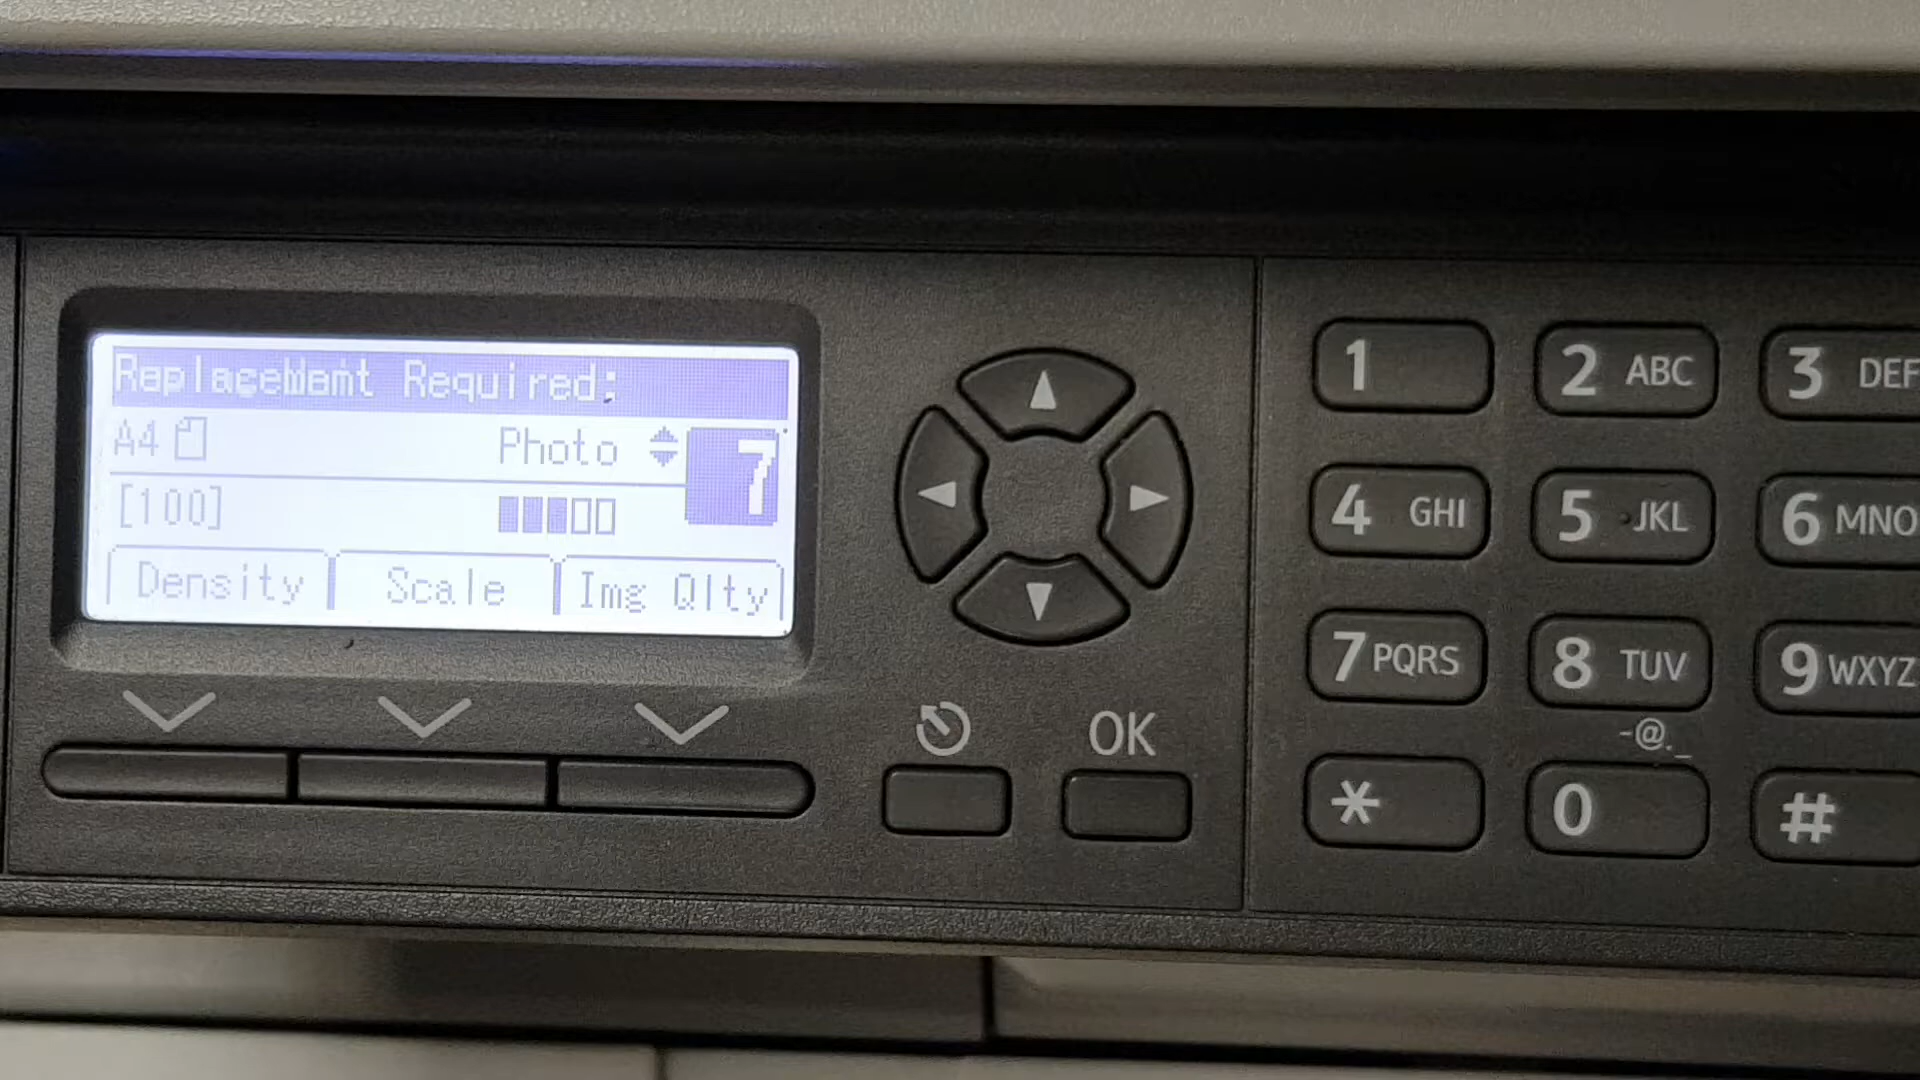 Replacement Required:
A4 Photo 7
[100]
Density Scale Img Qlty
OK
1 2 ABC 3 DEF
4 GHI 5 JKL 6 MNO
7 PQRS 8 TUV 9 WXYZ
-@._
* 0 #